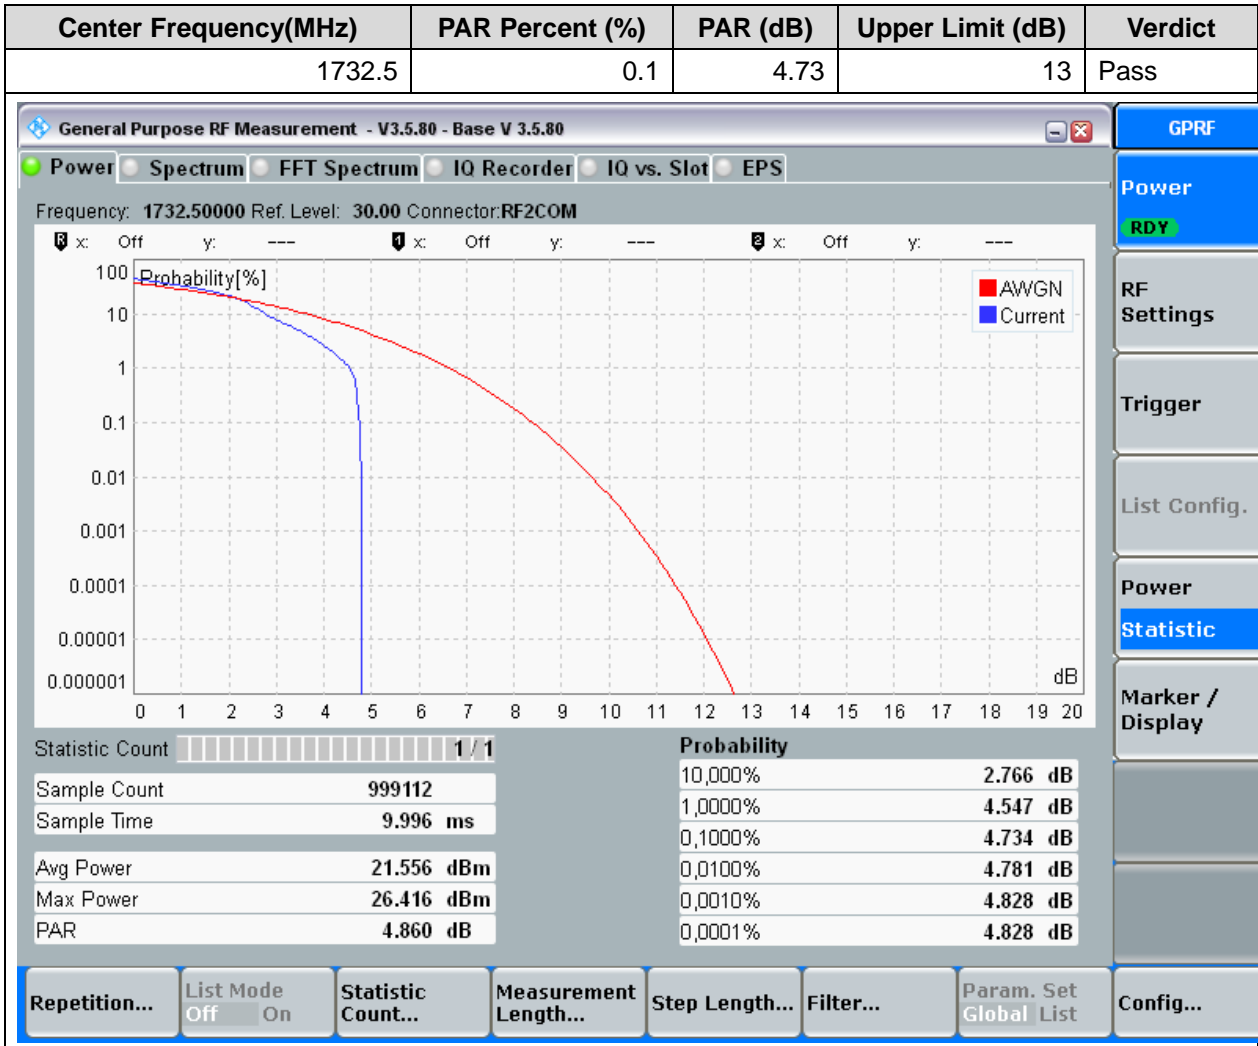 Center Frequency(MHz) PAR Percent (%) PAR (dB) Upper Limit (dB) Verdict
1732.5 0.1 4.73 13 Pass
General Purpose RF Measurement - V3.5.80 - Base V 3.5.80
GPRF
Power Spectrum FFT Spectrum IQ Recorder IQ vs. Slot EPS
Power
RDY
Frequency: 1732.50000 Ref. Level: 30.00 Connector:RF2COM
R x: Off y: --- 1 x: Off y: --- 2 x: Off y: ---
Probability[%]
AWGN
Current
100
10
1
0.1
0.01
0.001
0.0001
0.00001
0.000001
dB
0 1 2 3 4 5 6 7 8 9 10 11 12 13 14 15 16 17 18 19 20
RF
Settings
Trigger
List Config.
Power
Statistic
Marker /
Display
Statistic Count 1 / 1
Sample Count 999112
Sample Time 9.996 ms
Avg Power 21.556 dBm
Max Power 26.416 dBm
PAR 4.860 dB
Probability
10,000% 2.766 dB
1,0000% 4.547 dB
0,1000% 4.734 dB
0,0100% 4.781 dB
0,0010% 4.828 dB
0,0001% 4.828 dB
Repetition...
List Mode
Off On
Statistic
Count...
Measurement
Length...
Step Length...
Filter...
Param. Set
Global List
Config...